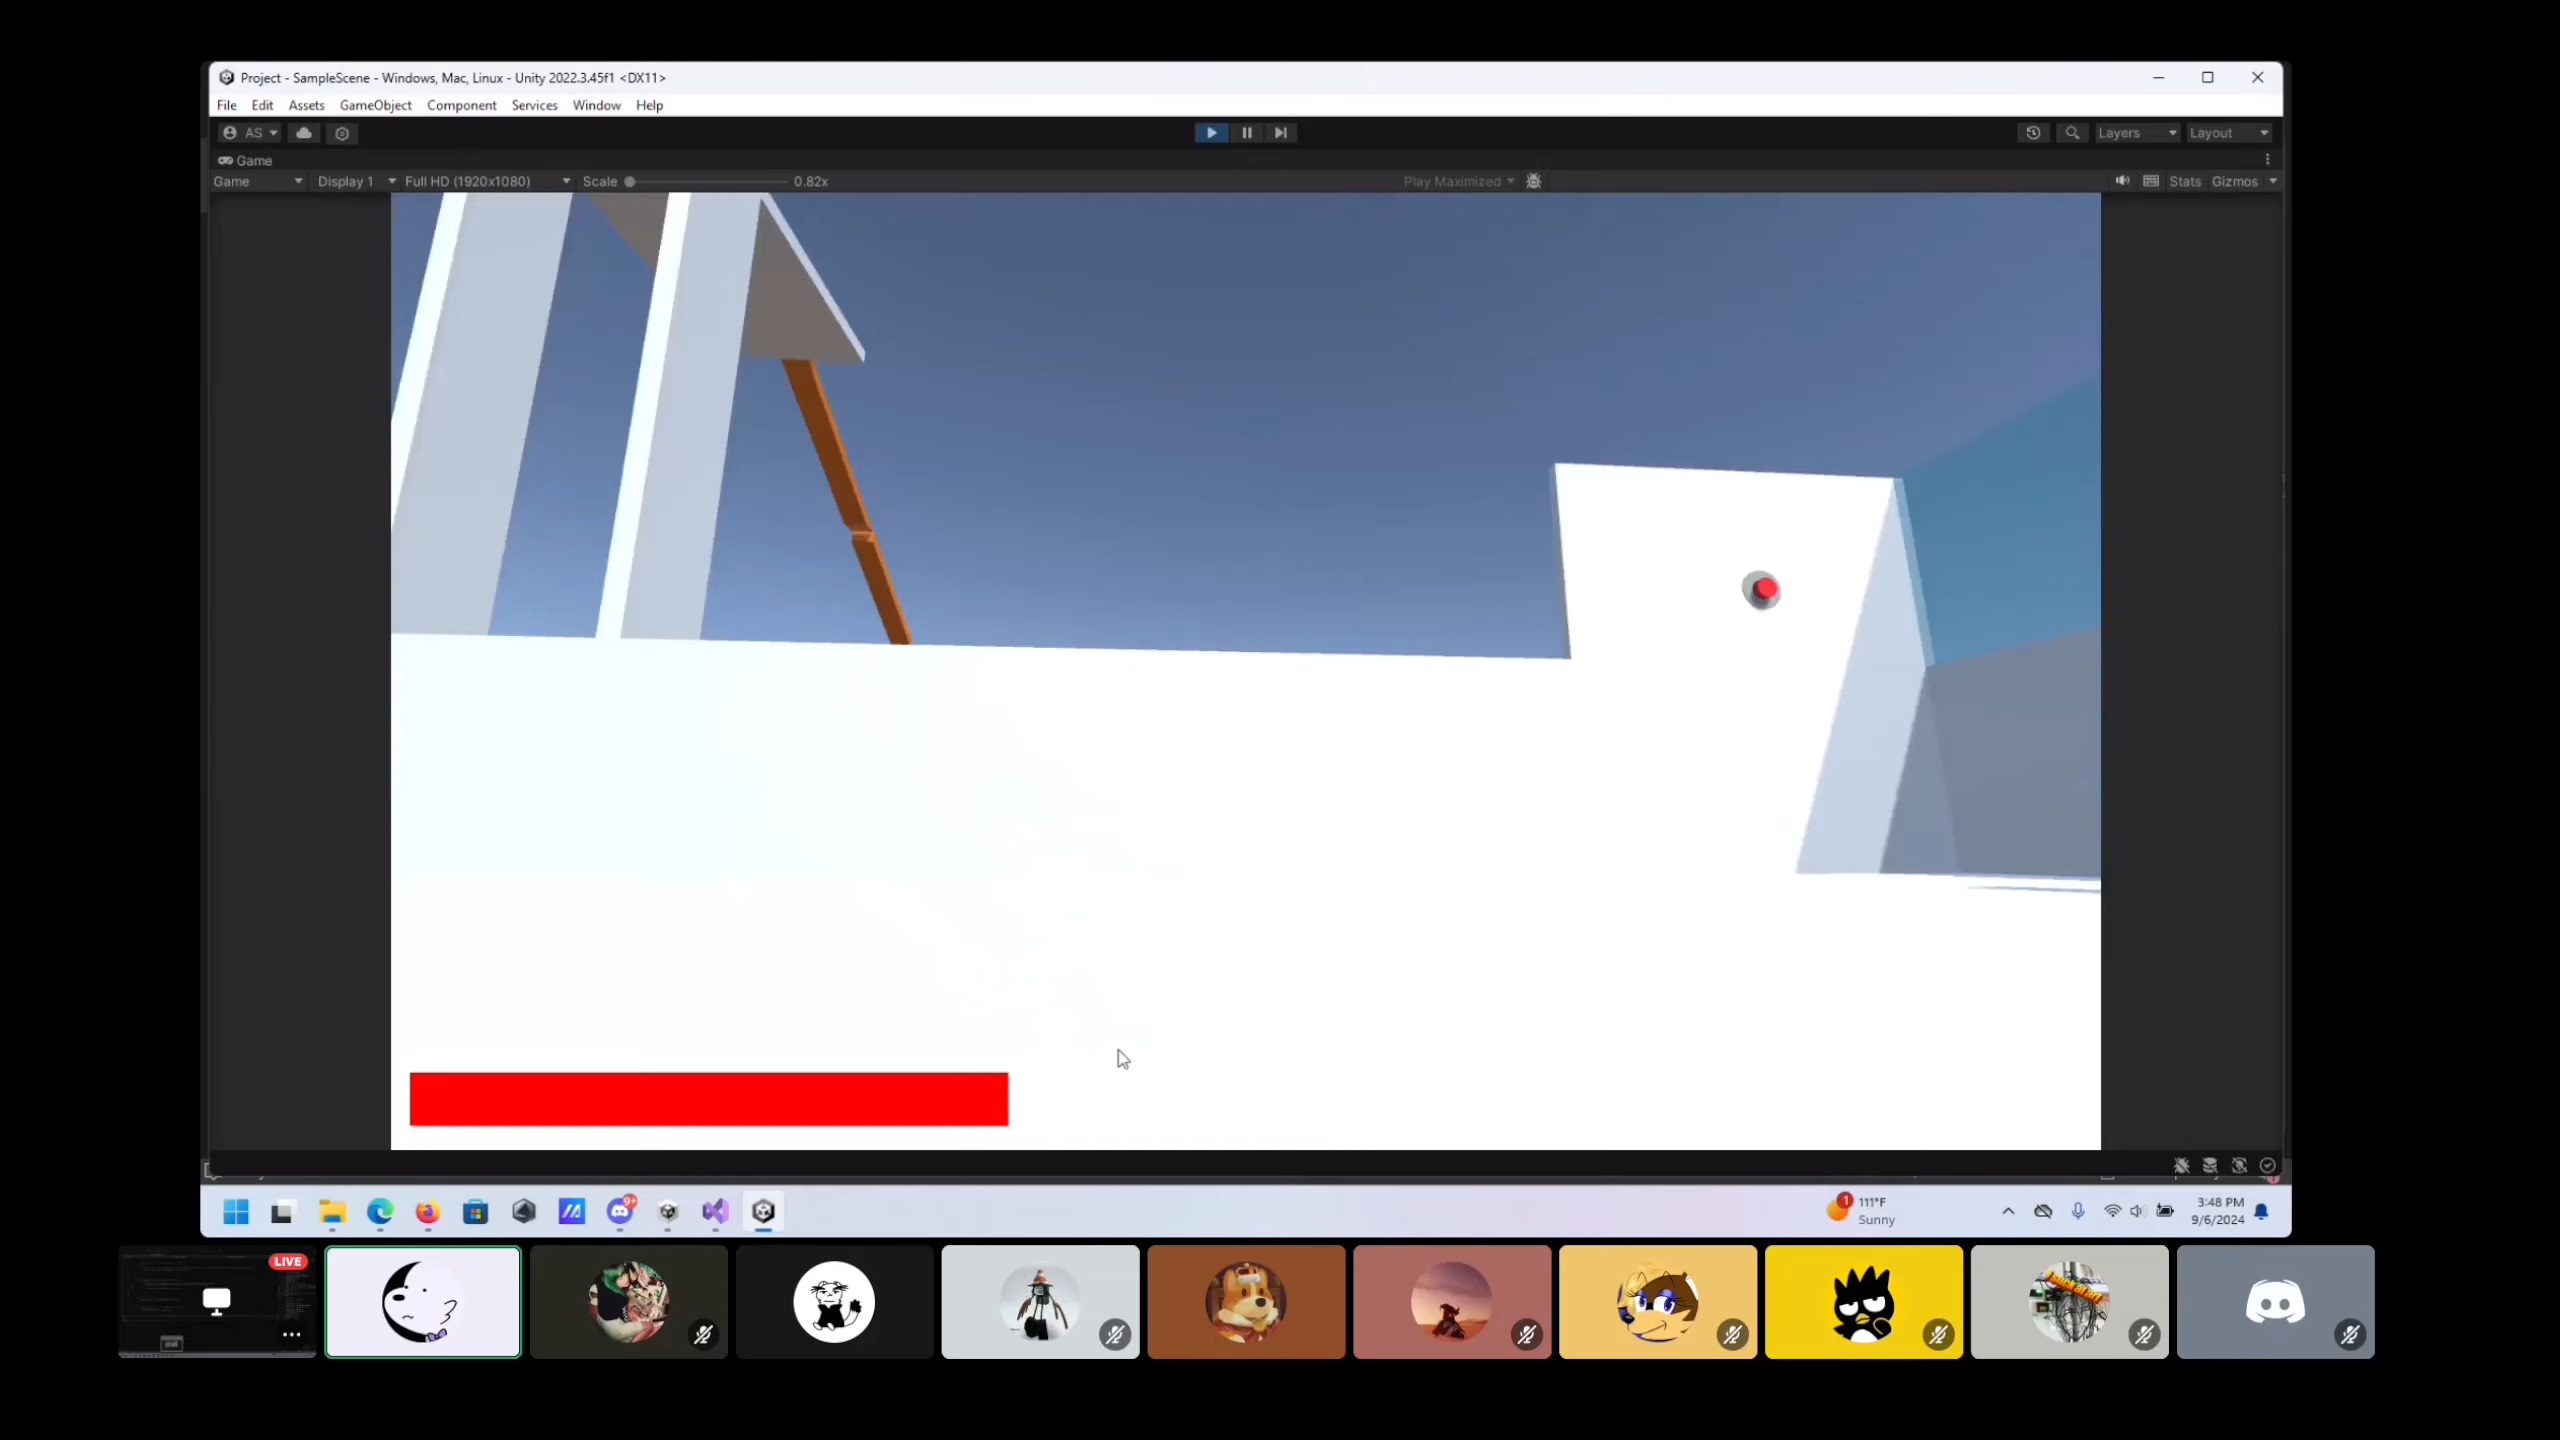 Project - SampleScene - Windows, Mac, Linux - Unity 2022.3.45f1 <DX11>
File Edit Assets GameObject Component Services Window Help
AS Layers Layout
Game
Game Display 1 Full HD (1920x1080) Scale 0.82x Play Maximized Stats Gizmos
9+
1
111°F
Sunny
3:48 PM
9/6/2024
LIVE